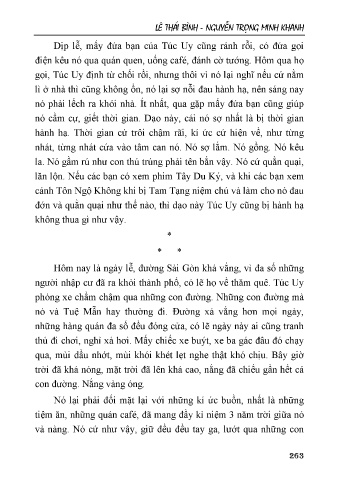 LÊ THÁI BÌNH - NGUYỄN TRỌNG MINH KHANH
Dịp lễ, mấy đứa bạn của Túc Uy cũng rảnh rỗi, có đứa gọi
điện kêu nó qua quán quen, uống café, đánh cờ tướng. Hôm qua họ
gọi, Túc Uy định từ chối rồi, nhưng thôi vì nó lại nghĩ nếu cứ nằm
lì ở nhà thì cũng không ổn, nó lại sợ nỗi đau hành hạ, nên sáng nay
nó phải lếch ra khỏi nhà. Ít nhất, qua gặp mấy đứa bạn cũng giúp
nó cầm cự, giết thời gian. Dạo này, cái nó sợ nhất là bị thời gian
hành hạ. Thời gian cứ trôi chậm rãi, kí ức cứ hiện về, như từng
nhát, từng nhát cứa vào tâm can nó. Nó sợ lắm. Nó gồng. Nó kêu
la. Nó gầm rú như con thú trúng phải tên bắn vậy. Nó cứ quằn quại,
lăn lộn. Nếu các bạn có xem phim Tây Du Ký, và khi các bạn xem
cảnh Tôn Ngộ Không khi bị Tam Tạng niệm chú và làm cho nó đau
đớn và quằn quại như thế nào, thì dạo này Túc Uy cũng bị hành hạ
không thua gì như vậy.
*
* *
Hôm nay là ngày lễ, đường Sài Gòn khá vắng, vì đa số những
người nhập cư đã ra khỏi thành phố, có lẽ họ về thăm quê. Túc Uy
phóng xe chầm chậm qua những con đường. Những con đường mà
nó và Tuệ Mẫn hay thường đi. Đường xá vắng hơn mọi ngày,
những hàng quán đa số đều đóng cửa, có lẽ ngày này ai cũng tranh
thủ đi chơi, nghỉ xả hơi. Mấy chiếc xe buýt, xe ba gác đâu đó chạy
qua, mùi dầu nhớt, mùi khói khét lẹt nghe thật khó chịu. Bây giờ
trời đã khá nóng, mặt trời đã lên khá cao, nắng đã chiếu gần hết cả
con đường. Nắng vàng óng.
Nó lại phải đối mặt lại với những kí ức buồn, nhất là những
tiệm ăn, những quán café, đã mang đầy kỉ niệm 3 năm trời giữa nó
và nàng. Nó cứ như vậy, giữ đều đều tay ga, lướt qua những con
263